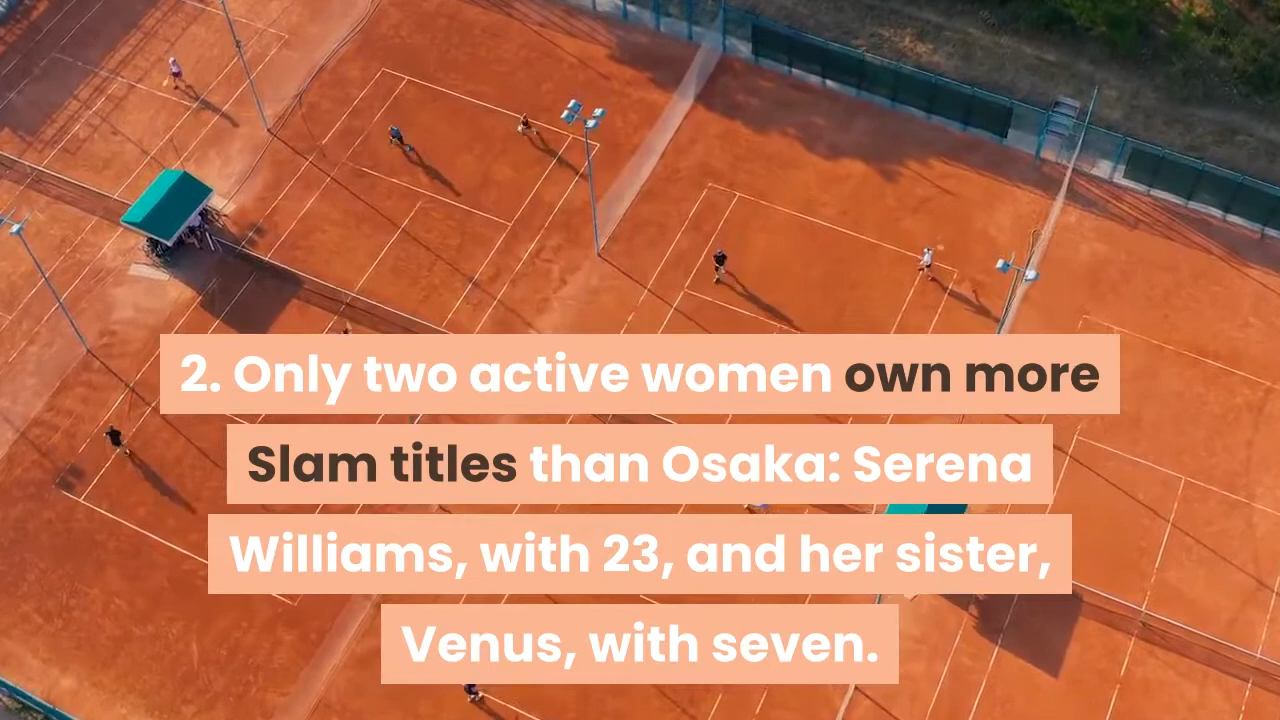 2. Only two active women own more
Slam titles than Osaka: Serena
Williams, with 23, and her sister,
Venus, with seven.